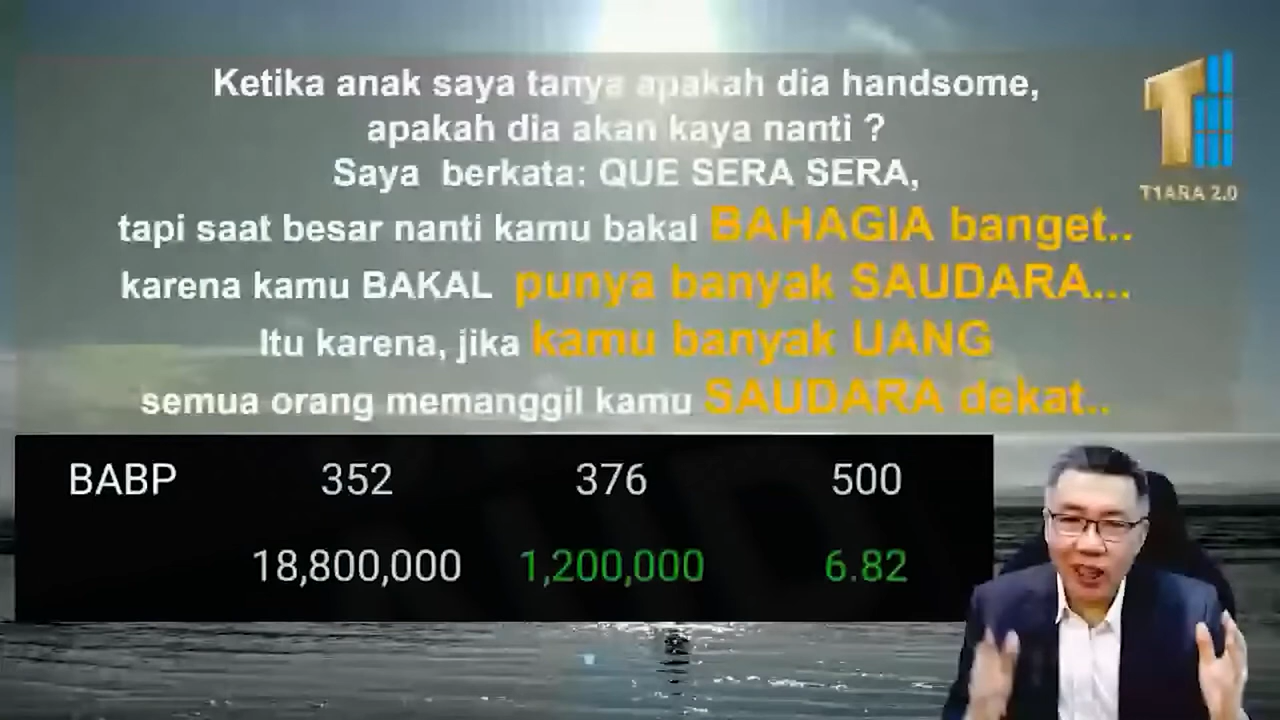 Ketika anak saya tanya apakah dia handsome,
apakah dia akan kaya nanti ?
Saya berkata: QUE SERA SERA,
tapi saat besar nanti kamu bakal BAHAGIA banget..
karena kamu BAKAL punya banyak SAUDARA...
Itu karena, jika kamu banyak UANG
semua orang memanggil kamu SAUDARA dekat..
T1ARA 2.0
BABP 352 376 500
18,800,000 1,200,000 6.82